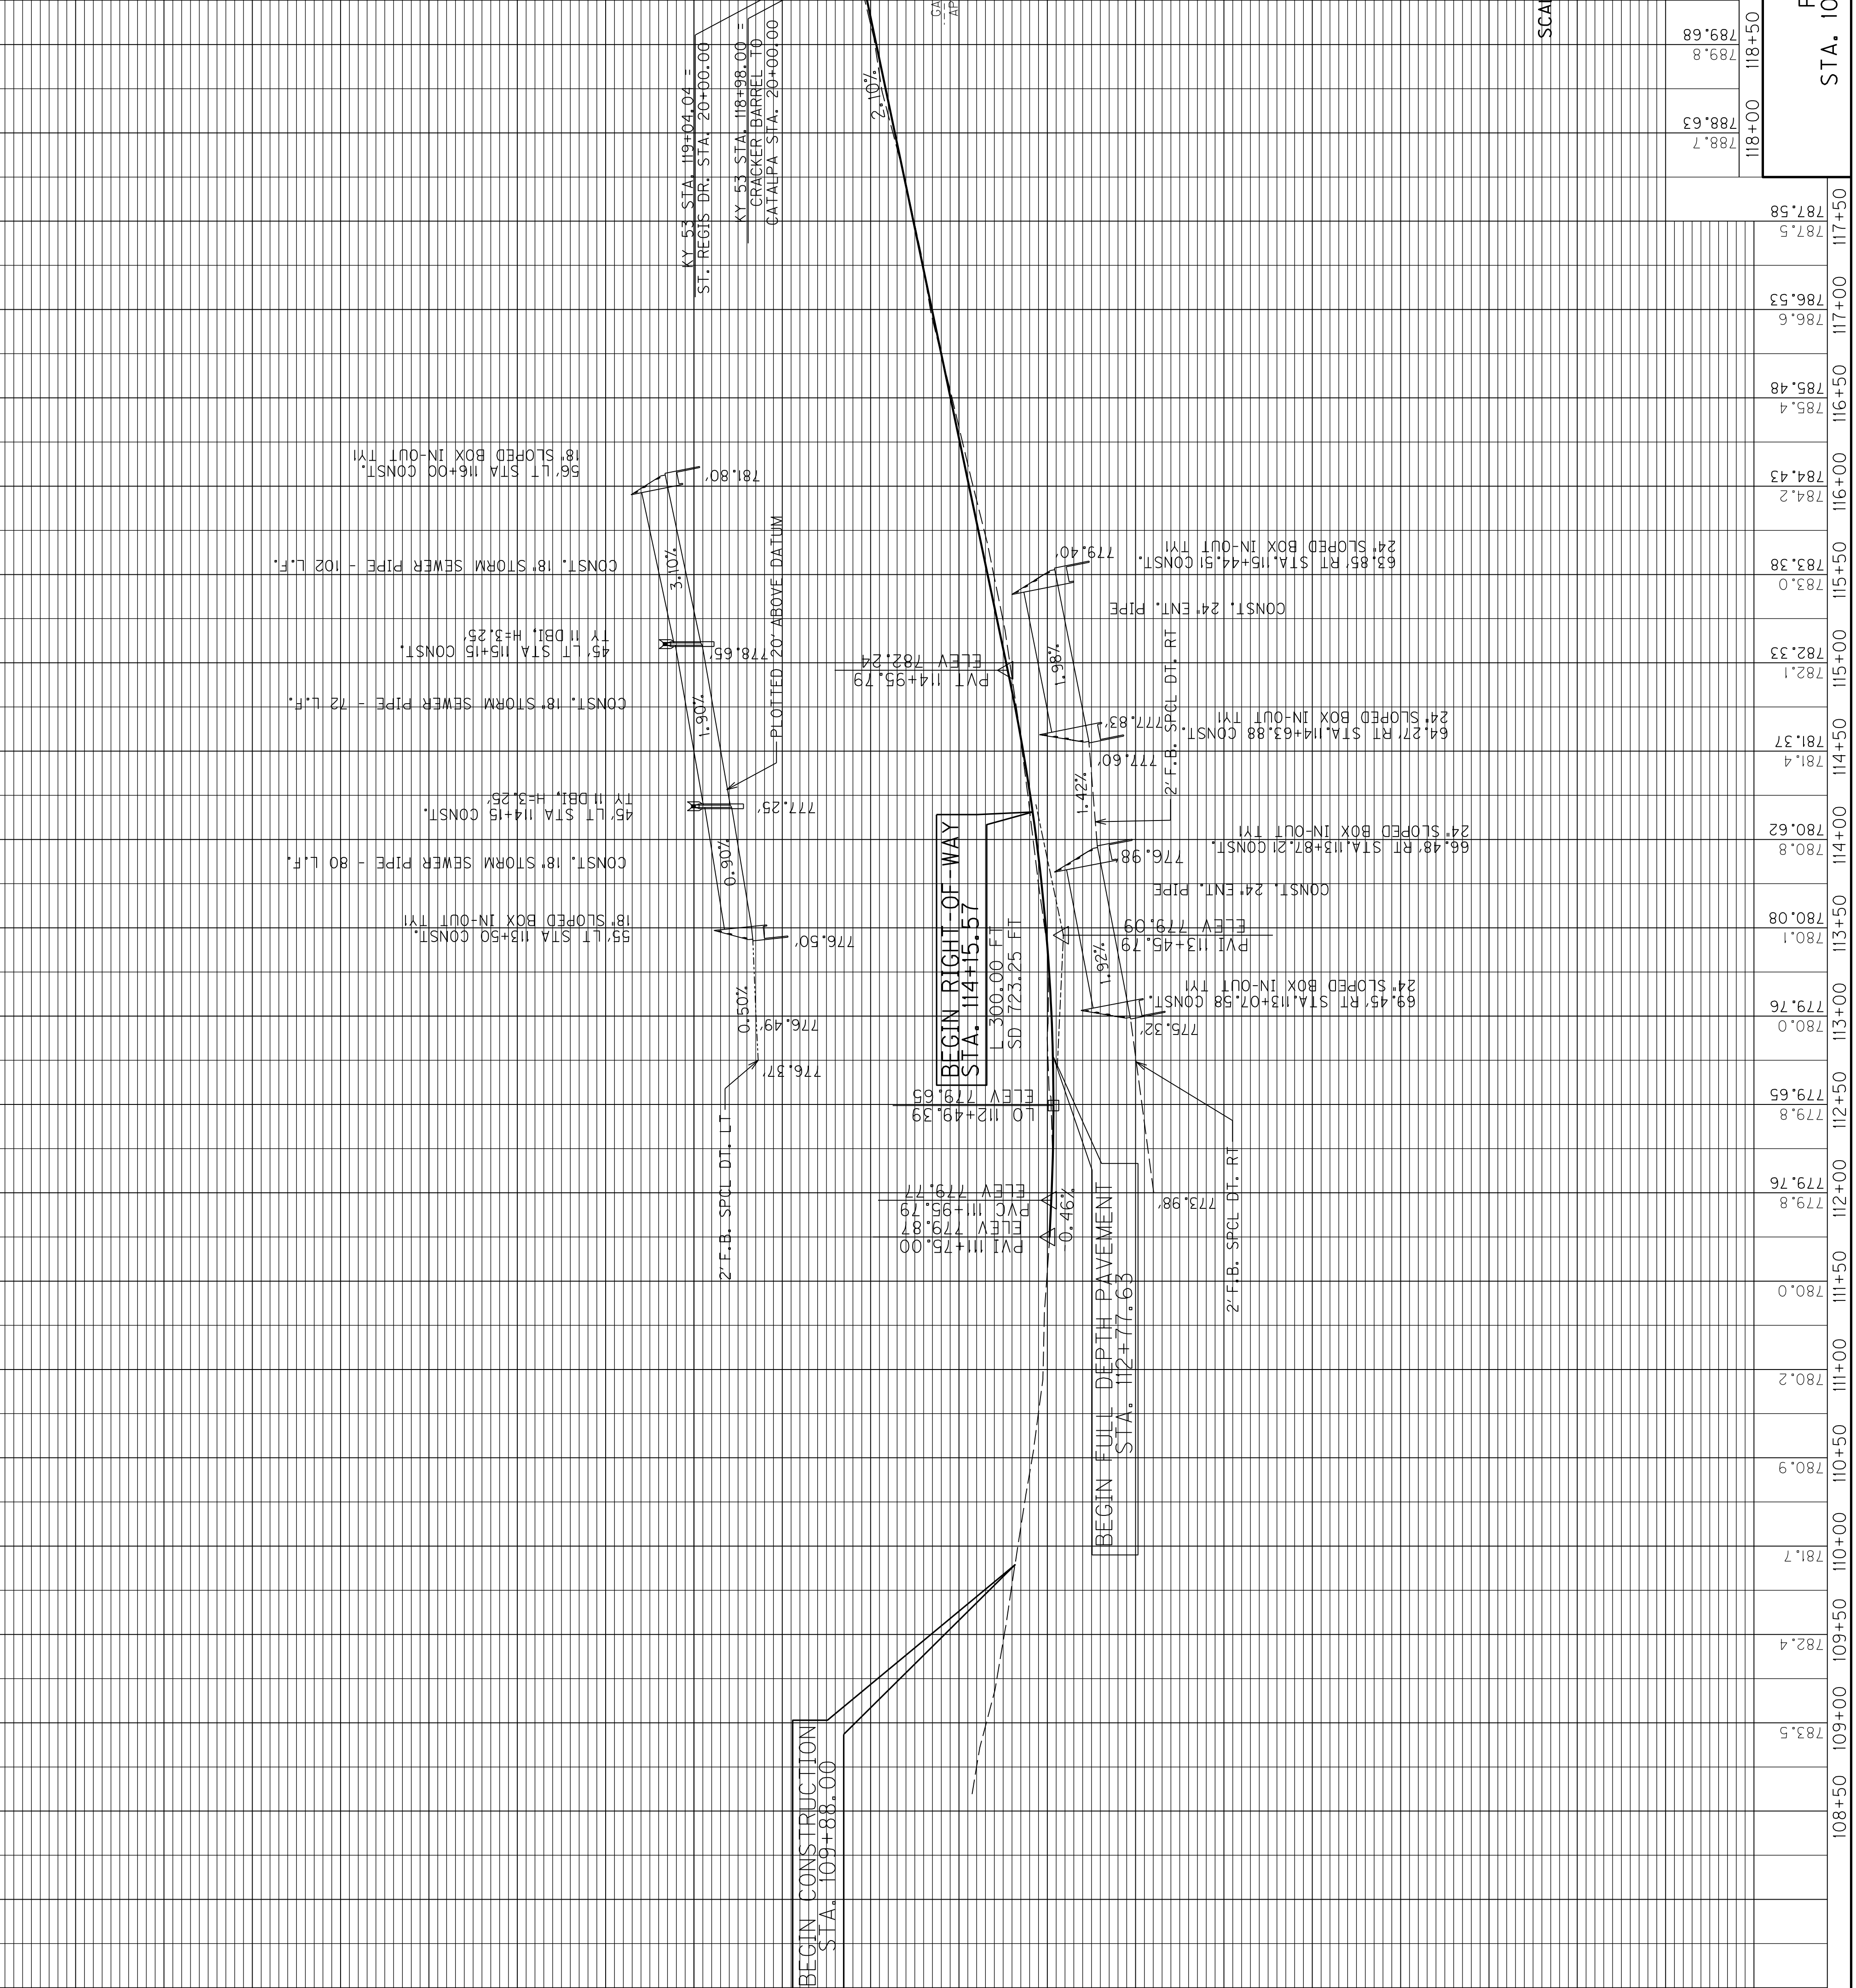 BEGIN CONSTRUCTION
STA. 109+88.00
BEGIN FULL DEPTH PAVEMENT
STA. 112+77.63
2' F.B. SPCL DT. LT
2' F.B. SPCL DT. RT
PVI 111+75.00
ELEV 779.87
PVC 111+95.79
ELEV 779.77
-0.46%
LO 112+49.39
ELEV 779.65
773.98'
776.37'
776.49'
0.50%
776.50'
BEGIN RIGHT-OF-WAY
STA. 114+15.57
L 300.00 FT
SD 723.25 FT
PVI 113+45.79
ELEV 779.09
775.32'
69.45' RT STA.113+07.58 CONST.
24" SLOPED BOX IN-OUT TY1
1.92%
CONST. 24" ENT. PIPE
776.98'
66.48' RT STA.113+87.21 CONST.
24" SLOPED BOX IN-OUT TY1
1.42%
2' F.B. SPCL DT. RT
777.60'
777.83'
64.27' RT STA.114+63.88 CONST.
24" SLOPED BOX IN-OUT TY1
1.98%
CONST. 24" ENT. PIPE
779.40'
63.85' RT STA.115+44.51 CONST.
24" SLOPED BOX IN-OUT TY1
PVT 114+95.79
ELEV 782.24
55' LT STA 113+50 CONST.
18" SLOPED BOX IN-OUT TY1
CONST. 18" STORM SEWER PIPE - 80 L.F.
0.90%
777.25'
45' LT STA 114+15 CONST.
TY 11 DBI, H=3.25'
CONST. 18" STORM SEWER PIPE - 72 L.F.
1.90%
PLOTTED 20' ABOVE DATUM
778.65'
45' LT STA 115+15 CONST.
TY 11 DBI, H=3.25'
CONST. 18" STORM SEWER PIPE - 102 L.F.
3.10%
781.80'
56' LT STA 116+00 CONST.
18" SLOPED BOX IN-OUT TY1
KY 53 STA. 119+04.04 =
ST. REGIS DR. STA. 20+00.00
KY 53 STA. 118+98.00 =
CRACKER BARREL TO
CATALPA STA. 20+00.00
2.10%
GA
AP
SCAL
F
STA. 10
108+50
783.5
109+00
782.4
109+50
781.7
110+00
780.9
110+50
780.2
111+00
780.0
111+50
779.76
779.8
112+00
779.65
779.8
112+50
779.76
780.0
113+00
780.08
780.1
113+50
780.62
780.8
114+00
781.37
781.4
114+50
782.33
782.1
115+00
783.38
783.0
115+50
784.43
784.2
116+00
785.48
785.4
116+50
786.53
786.6
117+00
787.58
787.5
117+50
788.63
788.7
118+00
789.68
789.8
118+50